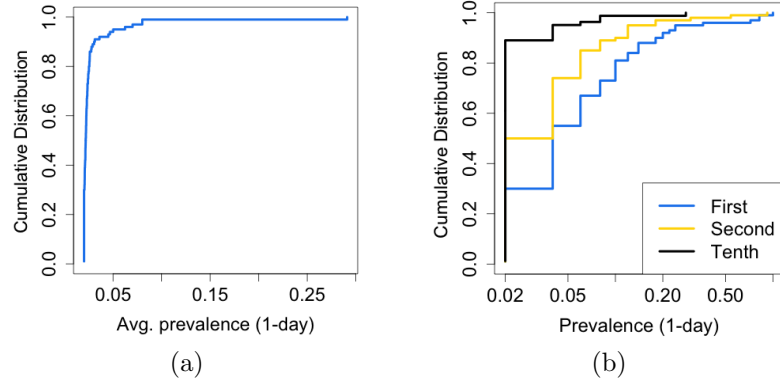 Cumulative Distribution
0.0 0.2 0.4 0.6 0.8 1.0
0.05 0.15 0.25
Avg. prevalence (1-day)
(a)
Cumulative Distribution
0.0 0.2 0.4 0.6 0.8 1.0
First
Second
Tenth
0.02 0.05 0.20 0.50
Prevalence (1-day)
(b)